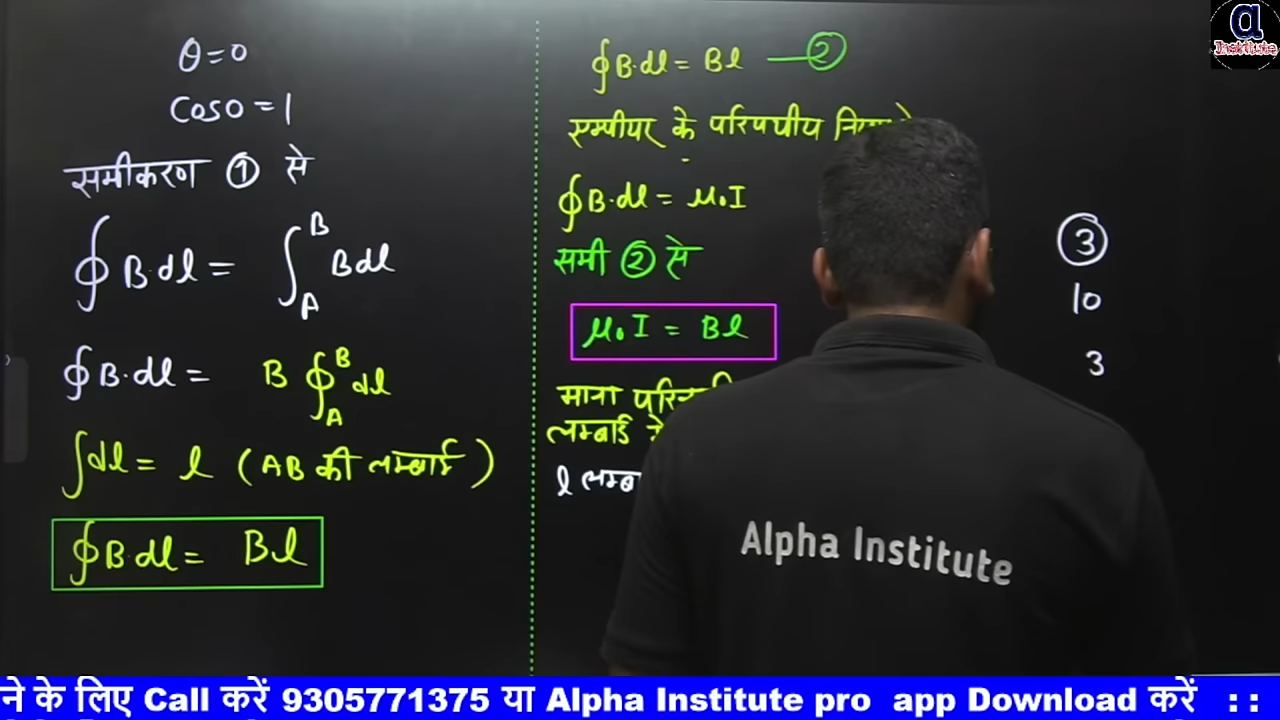 θ=0
Cos0 = 1
समीकरण ① से
∮ B·dl = ∫_A^B Bdl
∮ B·dl = B ∮_A^B dl
∫dl = l (AB की लम्बाई)
∮ B·dl = Bl
∮ B·dl = Bl —②
एम्पीयर के परिपथीय
∮ B·dl = μ₀I
समी ② से
μ₀I = Bl
माना
लम्बाई
l
③
10
3
Alpha Institute
α
Institute
ने के लिए Call करें 9305771375 या Alpha Institute pro app Download करें : :